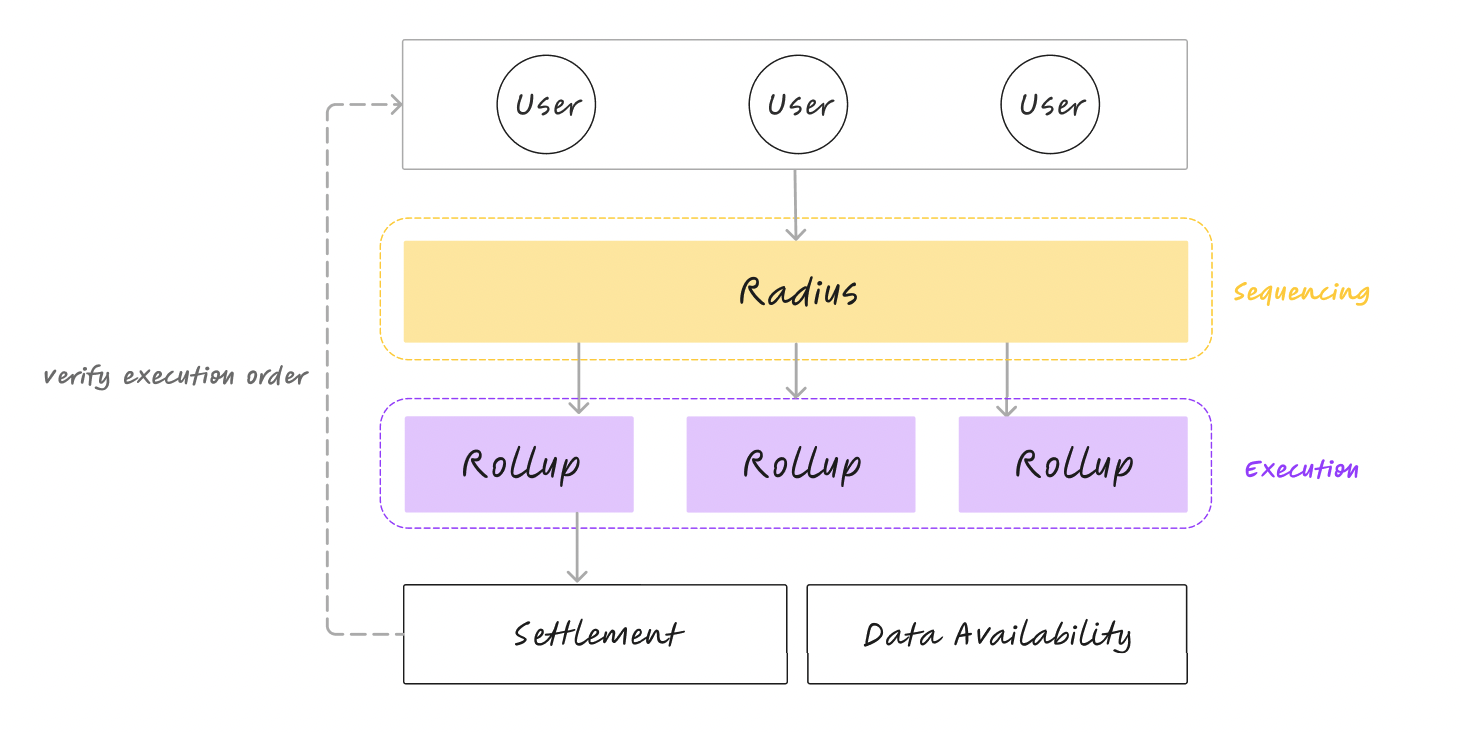 User
User
User
Radius
Sequencing
verify execution order
Rollup
Rollup
Rollup
Execution
Settlement
Data Availability